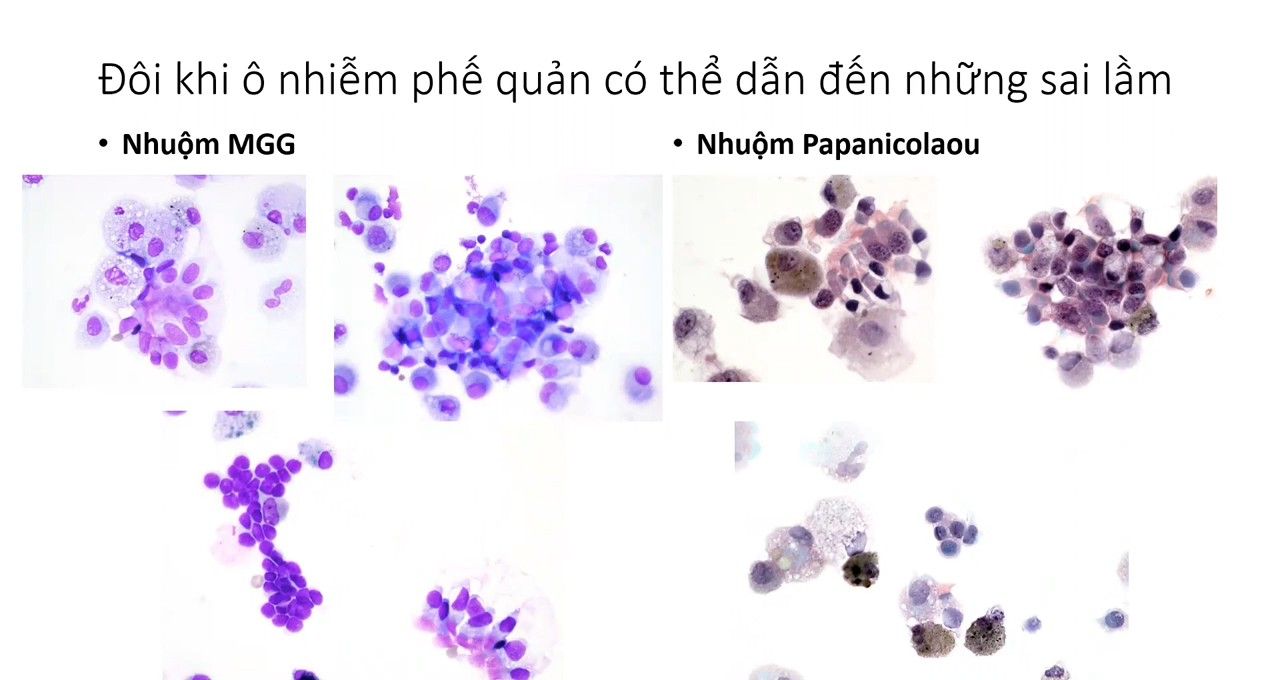 Đôi khi ô nhiễm phế quản có thể dẫn đến những sai lầm
• Nhuộm MGG
• Nhuộm Papanicolaou